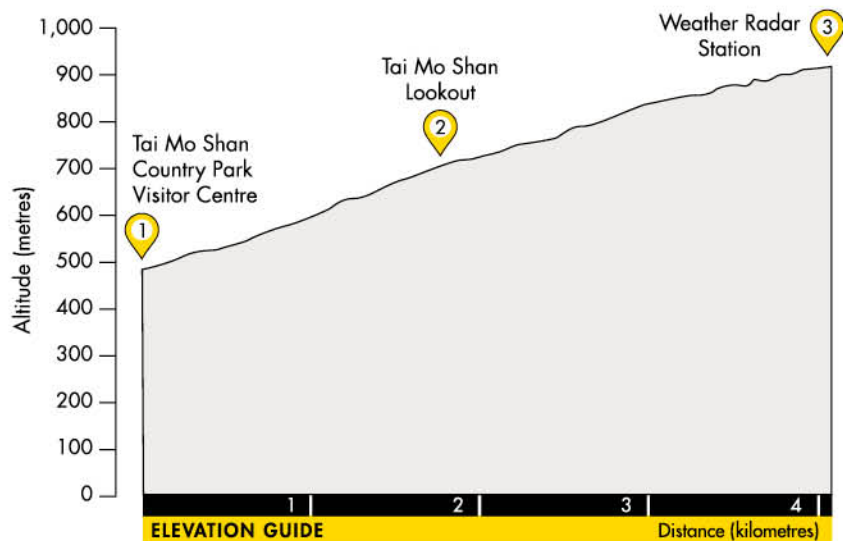 1,000
900
800
700
600
500
400
300
200
100
0
Altitude (metres)
1
Tai Mo Shan
Country Park
Visitor Centre
2
Tai Mo Shan
Lookout
3
Weather Radar
Station
1 2 3 4
ELEVATION GUIDE Distance (kilometres)